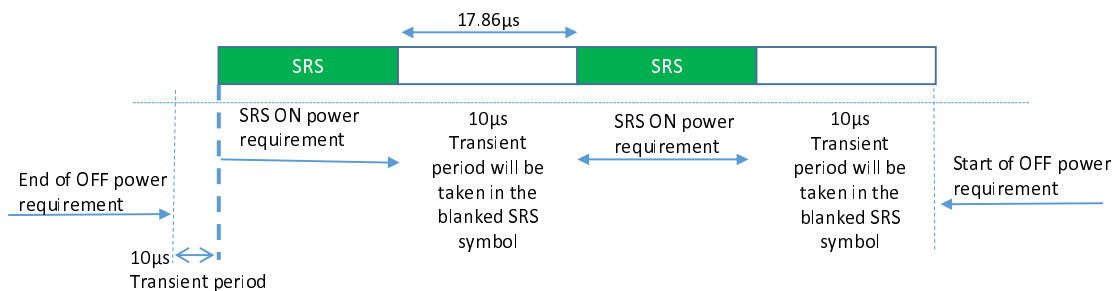 17.86µs
SRS
SRS
SRS ON power
requirement
10µs
Transient
period will be
taken in the
blanked SRS
symbol
SRS ON power
requirement
10µs
Transient
period will be
taken in the
blanked SRS
symbol
End of OFF power
requirement
Start of OFF power
requirement
10µs
Transient period